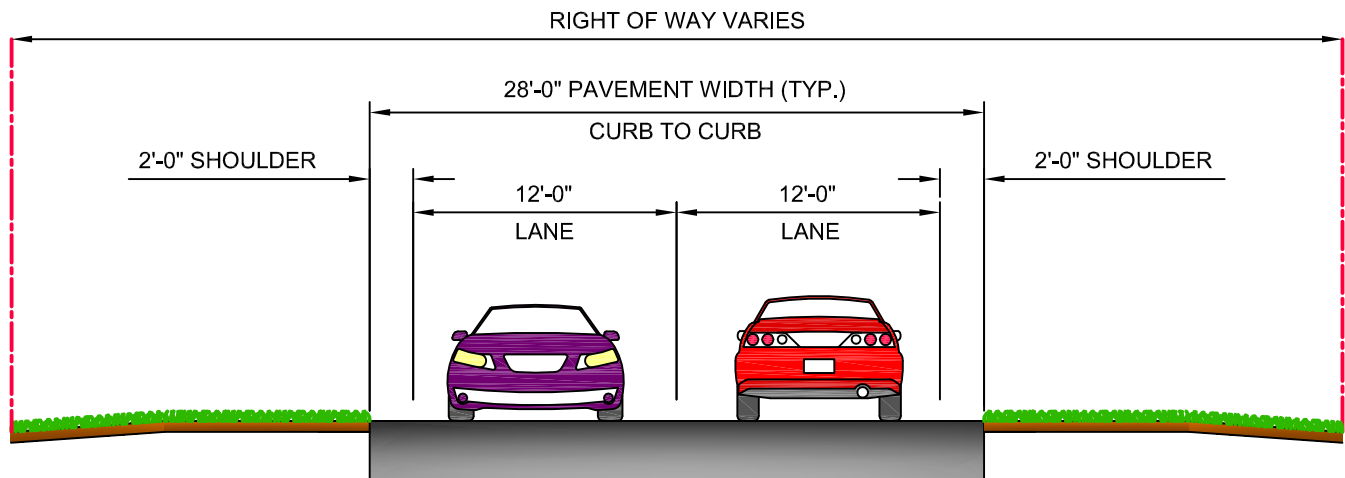 RIGHT OF WAY VARIES
28'-0" PAVEMENT WIDTH (TYP.)
CURB TO CURB
2'-0" SHOULDER
2'-0" SHOULDER
12'-0"
12'-0"
LANE
LANE